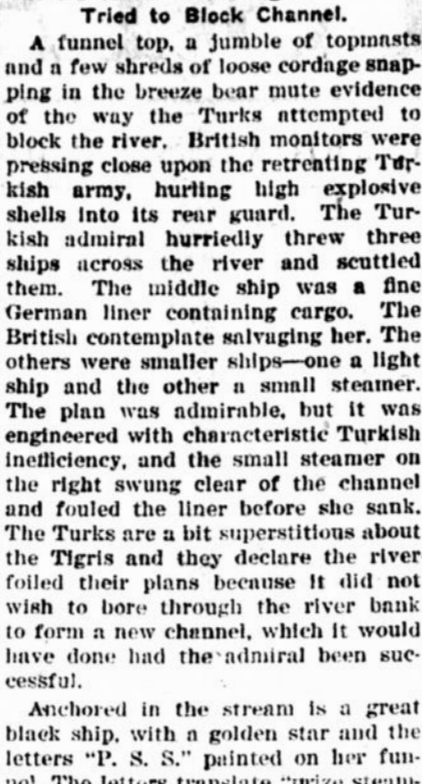 Tried to Block Channel.
A funnel top, a jumble of topmasts
and a few shreds of loose cordage snap-
ping in the breeze bear mute evidence
of the way the Turks attempted to
block the river. British monitors were
pressing close upon the retreating Tur-
kish army, hurling high explosive
shells into its rear guard. The Tur-
kish admiral hurriedly threw three
ships across the river and scuttled
them. The middle ship was a fine
German liner containing cargo. The
British contemplate salvaging her. The
others were smaller ships—one a light
ship and the other a small steamer.
The plan was admirable, but it was
engineered with characteristic Turkish
inefficiency, and the small steamer on
the right swung clear of the channel
and fouled the liner before she sank.
The Turks are a bit superstitious about
the Tigris and they declare the river
foiled their plans because it did not
wish to bore through the river bank
to form a new channel, which it would
have done had the admiral been suc-
cessful.
Anchored in the stream is a great
black ship, with a golden star and the
letters "P. S. S." painted on her fun-
nel. The letters translate "prize steam-